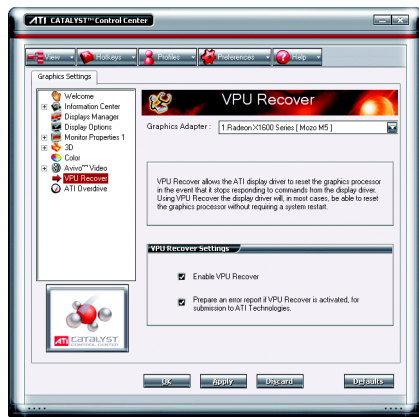 ATI CATALYST™ Control Center
View
Hotkeys
Profiles
Preferences
Help
Graphics Settings
Welcome
Information Center
Displays Manager
Display Options
Monitor Properties 1
3D
Color
Avivo™ Video
VPU Recover
ATI Overdrive
VPU Recover
Graphics Adapter :
1.Radeon X1600 Series [ Mozo M5 ]
VPU Recover allows the ATI display driver to reset the graphics processor
in the event that it stops responding to commands from the display driver.
Using VPU Recover the display driver will, in most cases, be able to reset
the graphics processor without requiring a system restart.
VPU Recover Settings
Enable VPU Recover
Prepare an error report if VPU Recover is activated, for
submission to ATI Technologies.
ATI CATALYST
CONTROL CENTER
OK
Apply
Discard
Defaults